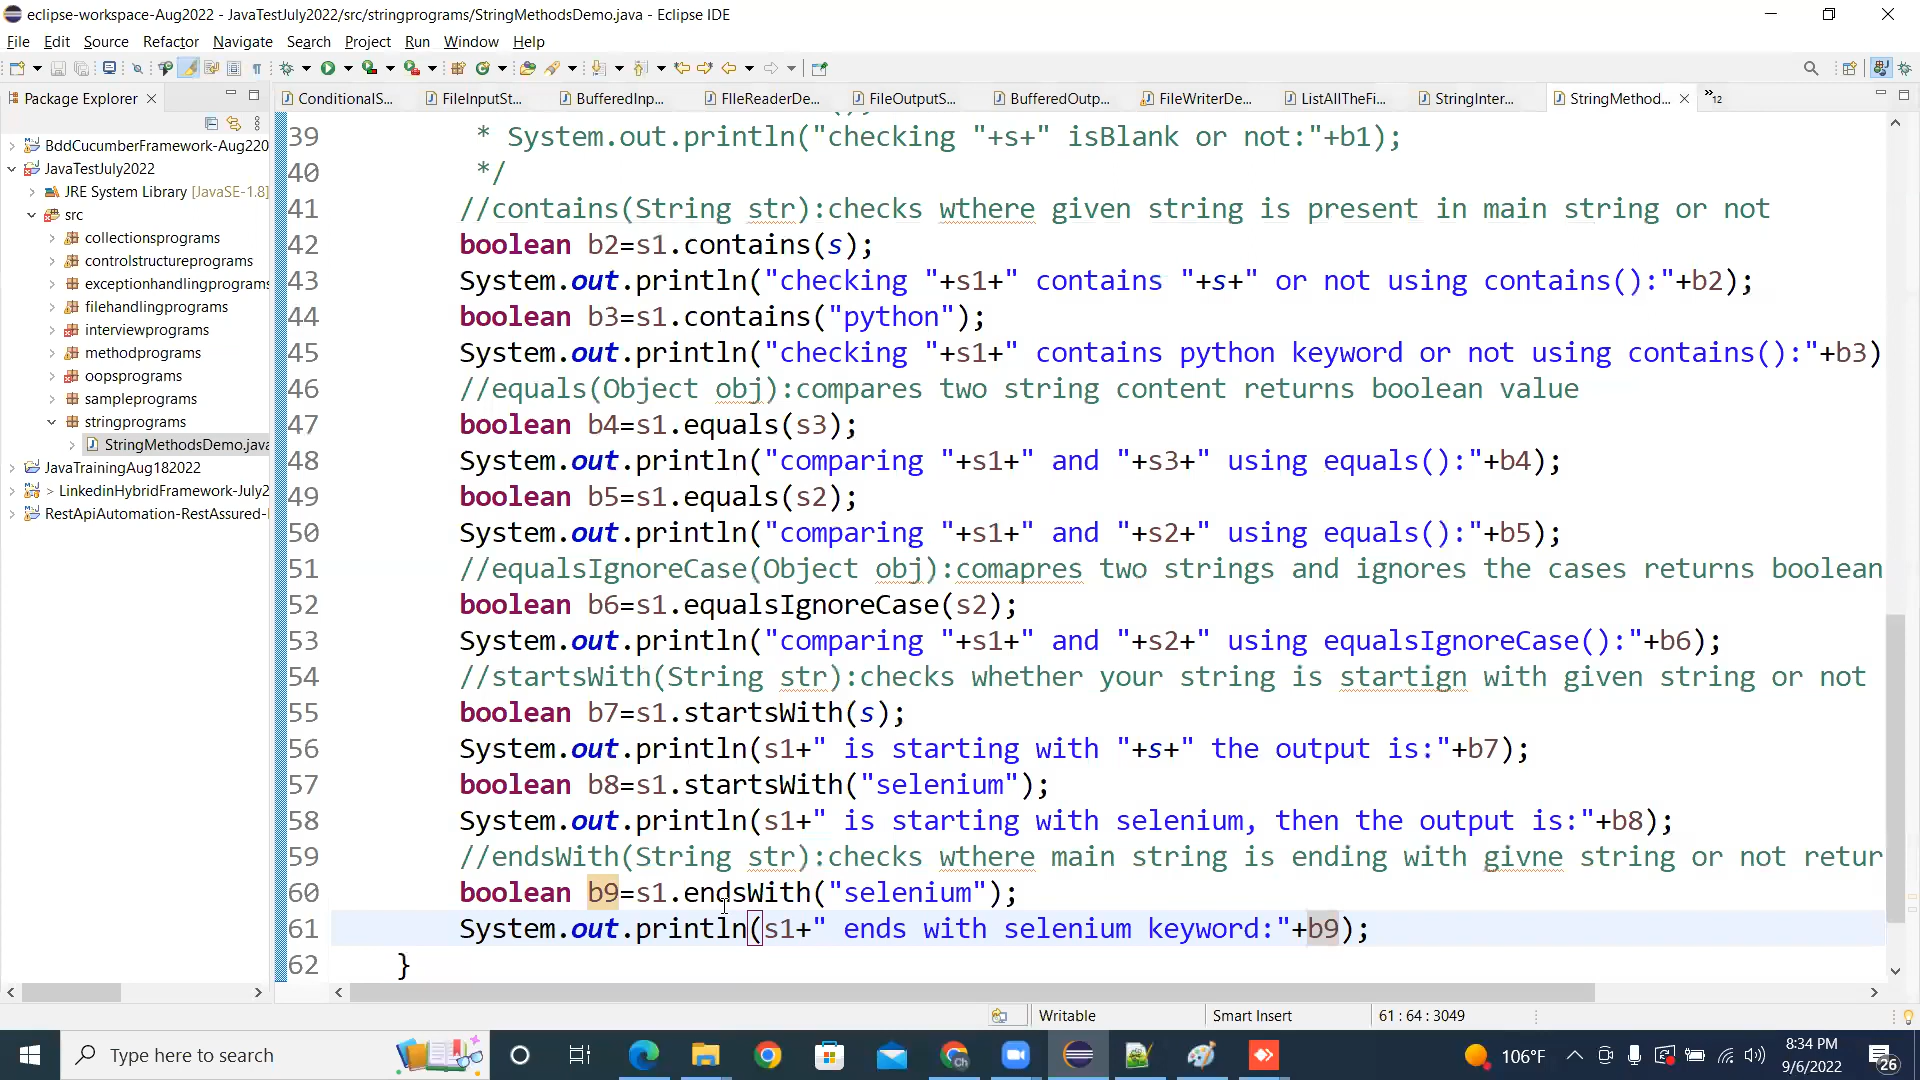 eclipse-workspace-Aug2022 - JavaTestJuly2022/src/stringprograms/StringMethodsDemo.java - Eclipse IDE
File Edit Source Refactor Navigate Search Project Run Window Help
Package Explorer
ConditionalS... FileInputSt... BufferedInp... FIleReaderDe... FileOutputS... BufferedOutp... FileWriterDe... ListAllTheFi... StringInter... StringMethod... »12
BddCucumberFramework-Aug220
JavaTestJuly2022
JRE System Library [JavaSE-1.8]
src
collectionsprograms
controlstructureprograms
exceptionhandlingprograms
filehandlingprograms
interviewprograms
methodprograms
oopsprograms
sampleprograms
stringprograms
StringMethodsDemo.java
JavaTrainingAug182022
> LinkedinHybridFramework-July2
RestApiAutomation-RestAssured-
39 * System.out.println("checking "+s+" isBlank or not:"+b1);
40 */
41 //contains(String str):checks wthere given string is present in main string or not
42 boolean b2=s1.contains(s);
43 System.out.println("checking "+s1+" contains "+s+" or not using contains():"+b2);
44 boolean b3=s1.contains("python");
45 System.out.println("checking "+s1+" contains python keyword or not using contains():"+b3)
46 //equals(Object obj):compares two string content returns boolean value
47 boolean b4=s1.equals(s3);
48 System.out.println("comparing "+s1+" and "+s3+" using equals():"+b4);
49 boolean b5=s1.equals(s2);
50 System.out.println("comparing "+s1+" and "+s2+" using equals():"+b5);
51 //equalsIgnoreCase(Object obj):comapres two strings and ignores the cases returns boolean
52 boolean b6=s1.equalsIgnoreCase(s2);
53 System.out.println("comparing "+s1+" and "+s2+" using equalsIgnoreCase():"+b6);
54 //startsWith(String str):checks whether your string is startign with given string or not
55 boolean b7=s1.startsWith(s);
56 System.out.println(s1+" is starting with "+s+" the output is:"+b7);
57 boolean b8=s1.startsWith("selenium");
58 System.out.println(s1+" is starting with selenium, then the output is:"+b8);
59 //endsWith(String str):checks wthere main string is ending with givne string or not retur
60 boolean b9=s1.endsWith("selenium");
61 System.out.println(s1+" ends with selenium keyword:"+b9);
62 }
Writable Smart Insert 61 : 64 : 3049
Type here to search
106°F
8:34 PM
9/6/2022
26